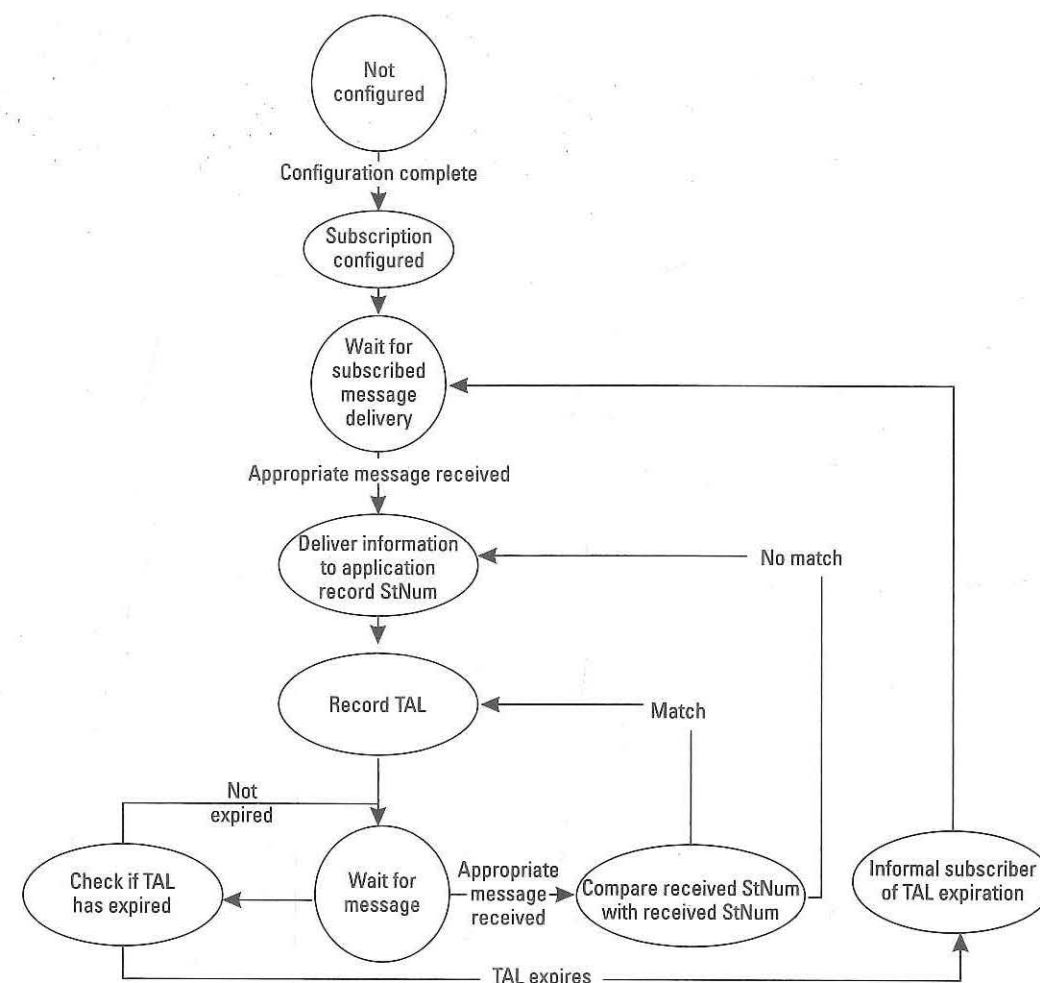 Not
configured
Configuration complete
Subscription
configured
Wait for
subscribed
message
delivery
Appropriate message received
Deliver information
to application
record StNum
No match
Record TAL
Match
Not
expired
Check if TAL
has expired
Wait for
message
Appropriate
message
received
Compare received StNum
with received StNum
Informal subscriber
of TAL expiration
TAL expires